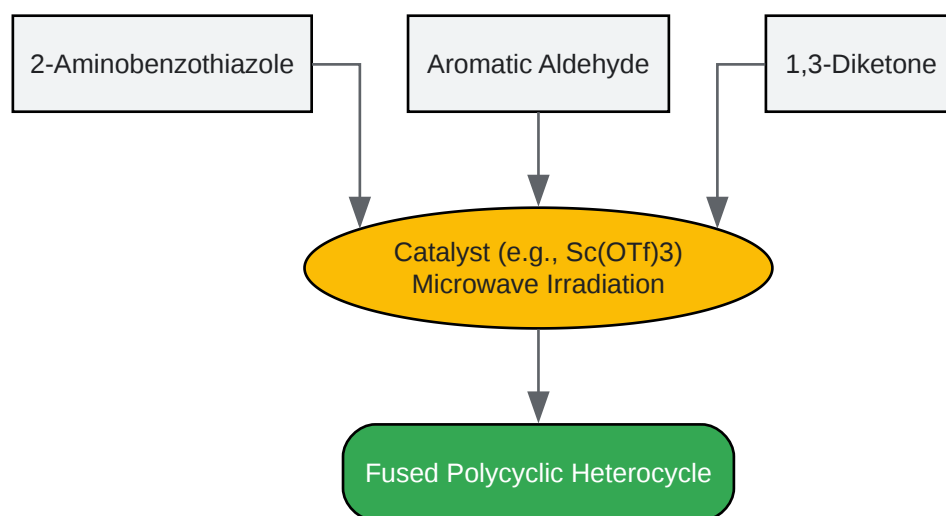 2-Aminobenzothiazole
Aromatic Aldehyde
1,3-Diketone
Catalyst (e.g., Sc(OTf)3)
Microwave Irradiation
Fused Polycyclic Heterocycle